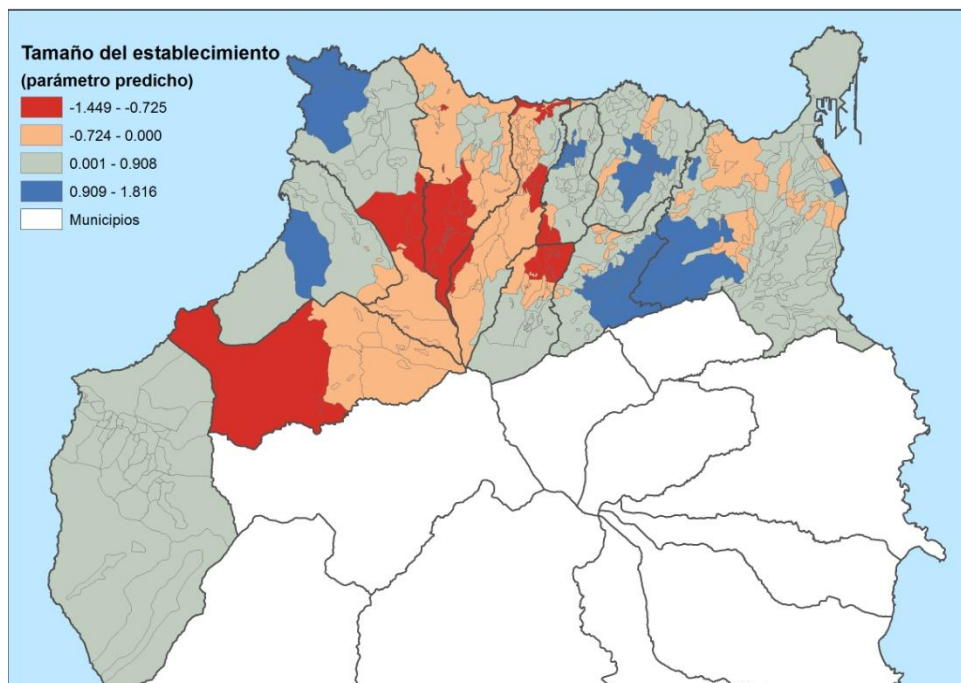 Tamaño del establecimiento
(parámetro predicho)
-1.449 - -0.725
-0.724 - 0.000
0.001 - 0.908
0.909 - 1.816
Municipios